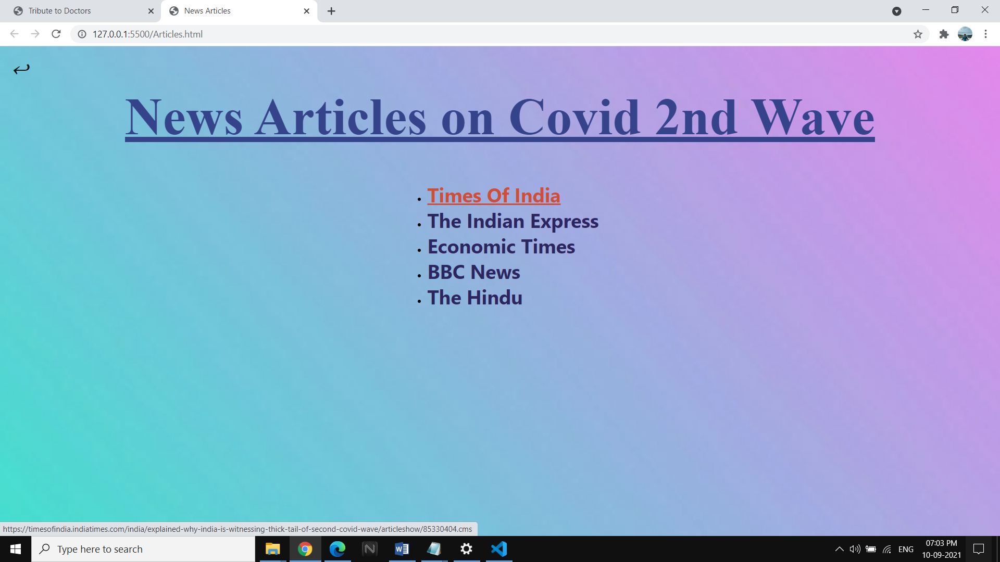 Tribute to Doctors
News Articles
127.0.0.1:5500/Articles.html
News Articles on Covid 2nd Wave
Times Of India
The Indian Express
Economic Times
BBC News
The Hindu
https://timesofindia.indiatimes.com/india/explained-why-india-is-witnessing-thick-tail-of-second-covid-wave/articleshow/85330404.cms
Type here to search
ENG
07:03 PM
10-09-2021